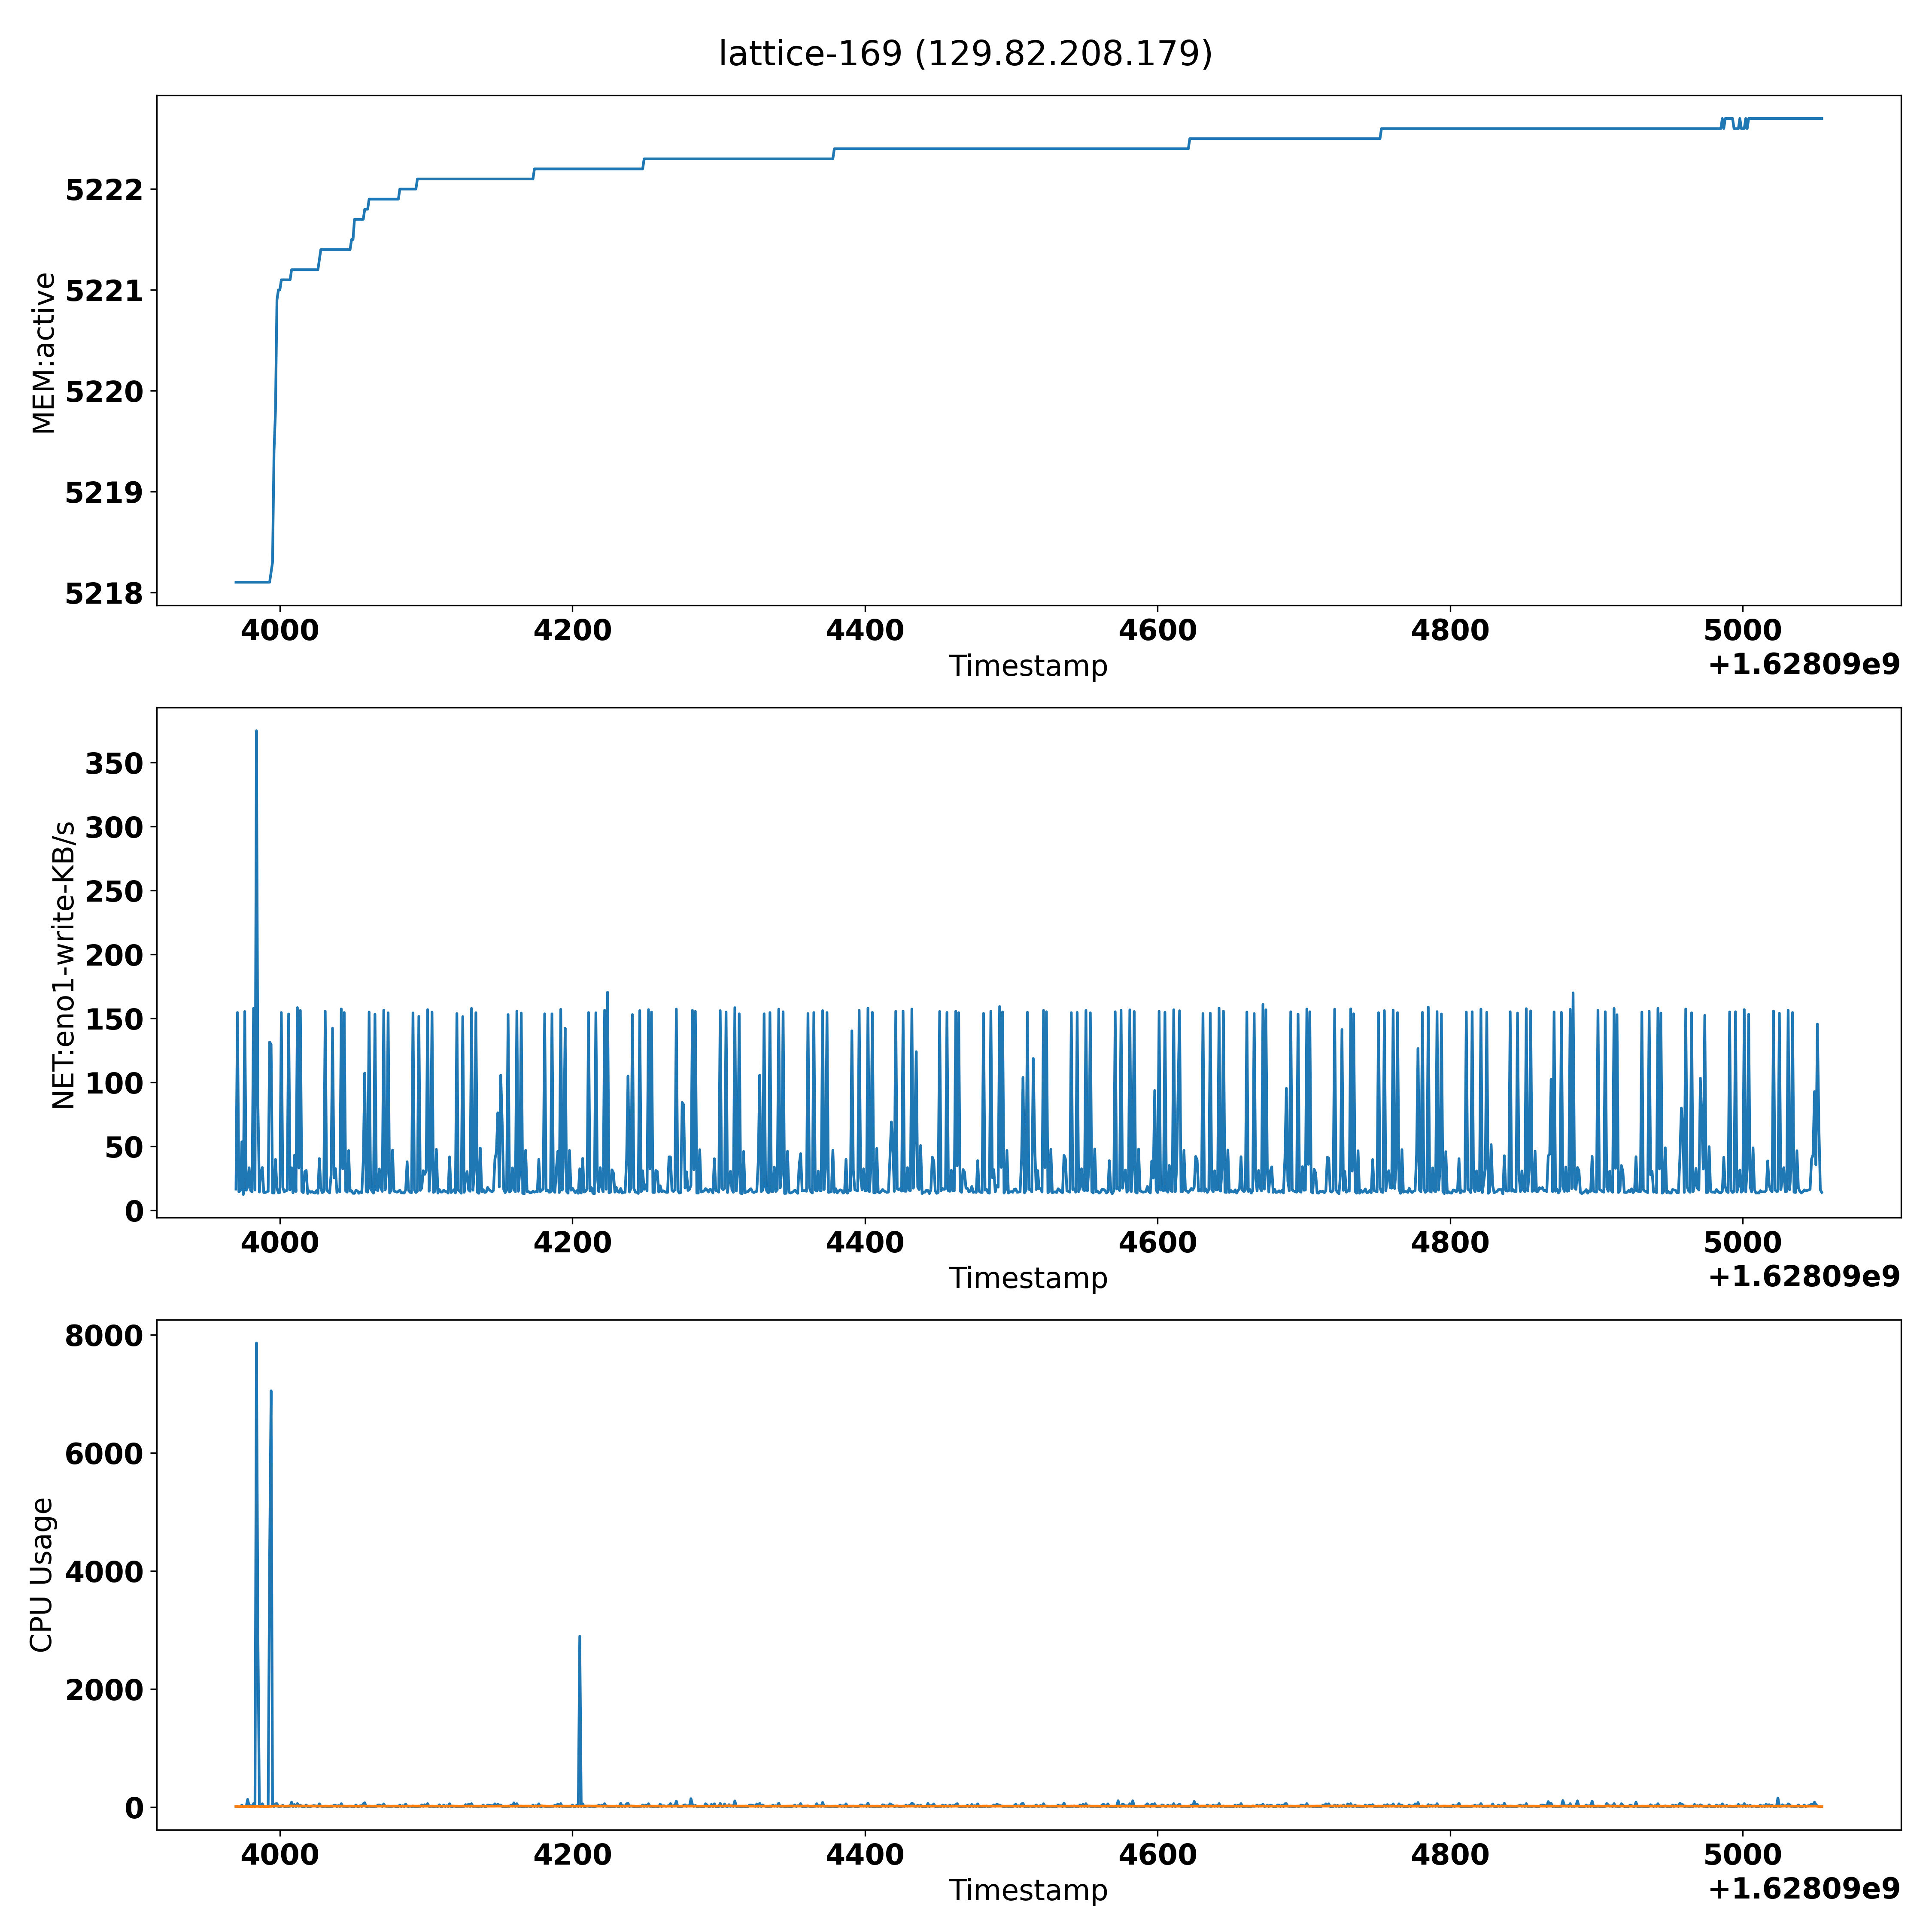 lattice-169 (129.82.208.179)
MEM:active
5222
5221
5220
5219
5218
4000 4200 4400 4600 4800 5000
Timestamp
+1.62809e9
NET:eno1-write-KB/s
350
300
250
200
150
100
50
0
4000 4200 4400 4600 4800 5000
Timestamp
+1.62809e9
CPU Usage
8000
6000
4000
2000
0
4000 4200 4400 4600 4800 5000
Timestamp
+1.62809e9